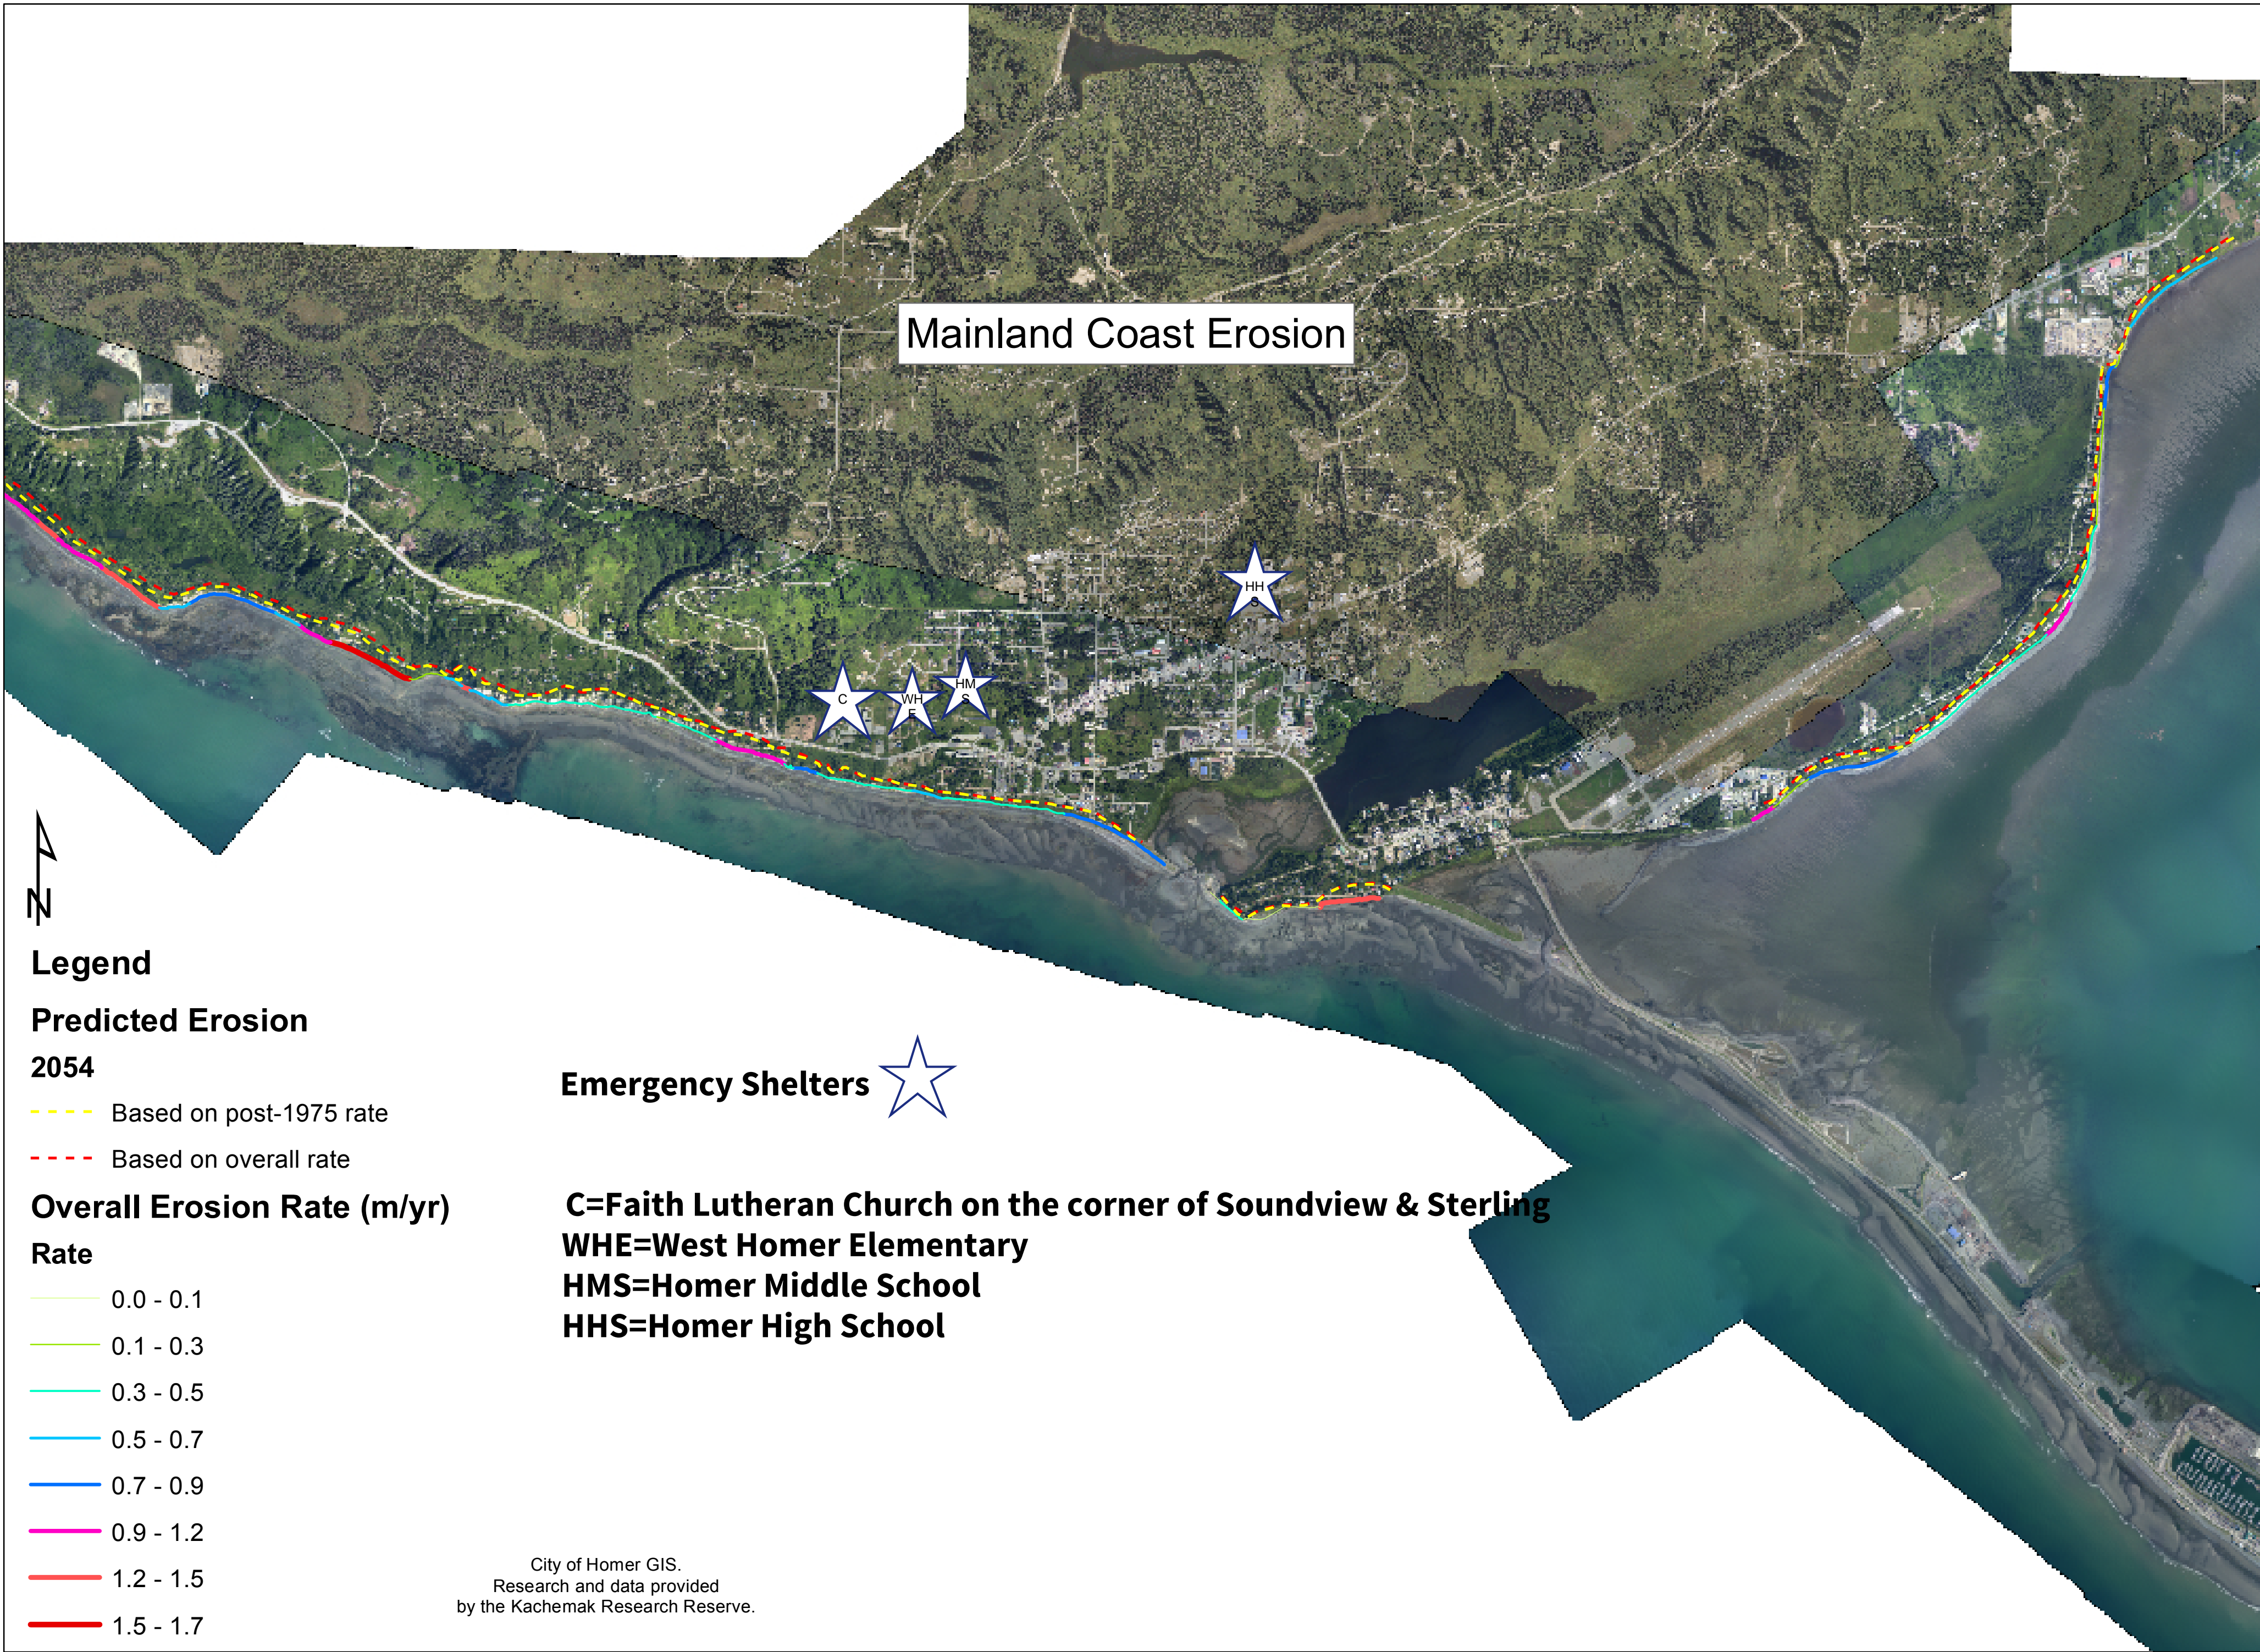 Mainland Coast Erosion
HH
S
C
WH
E
HM
S
N
Legend
Predicted Erosion
2054
Based on post-1975 rate
Based on overall rate
Overall Erosion Rate (m/yr)
Rate
0.0 - 0.1
0.1 - 0.3
0.3 - 0.5
0.5 - 0.7
0.7 - 0.9
0.9 - 1.2
1.2 - 1.5
1.5 - 1.7
Emergency Shelters
C=Faith Lutheran Church on the corner of Soundview & Sterling
WHE=West Homer Elementary
HMS=Homer Middle School
HHS=Homer High School
City of Homer GIS.
Research and data provided
by the Kachemak Research Reserve.